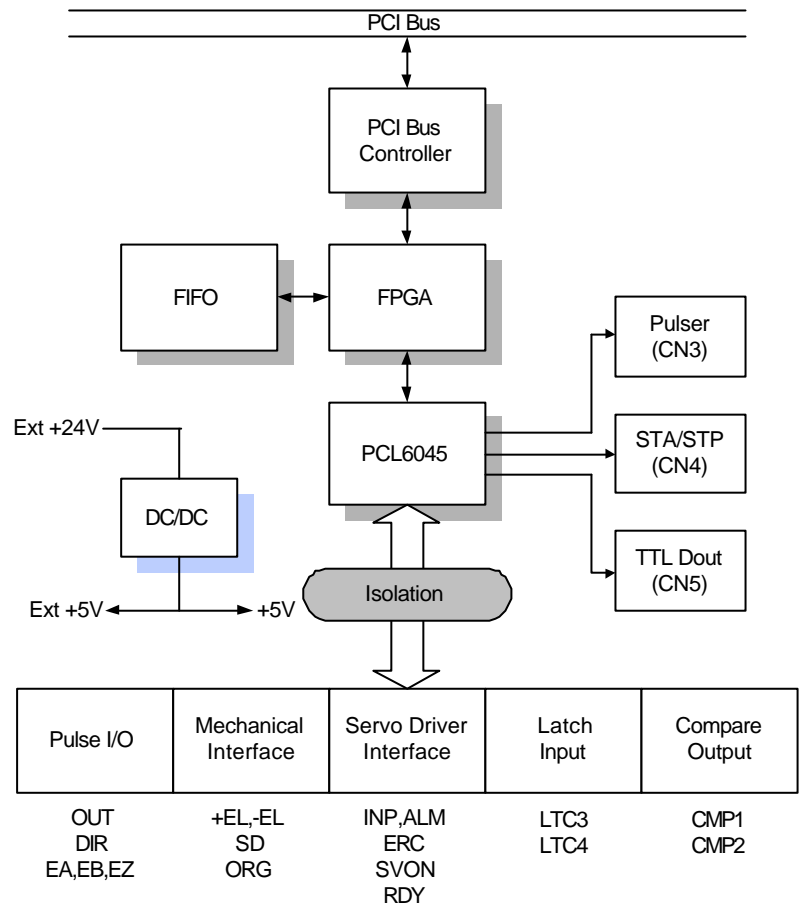 PCI Bus
PCI Bus
Controller
FIFO
FPGA
Pulser
(CN3)
Ext +24V
PCL6045
STA/STP
(CN4)
DC/DC
TTL Dout
(CN5)
Isolation
Ext +5V
+5V
Pulse I/O
Mechanical
Interface
Servo Driver
Interface
Latch
Input
Compare
Output
OUT
DIR
EA,EB,EZ
+EL,-EL
SD
ORG
INP,ALM
ERC
SVON
RDY
LTC3
LTC4
CMP1
CMP2